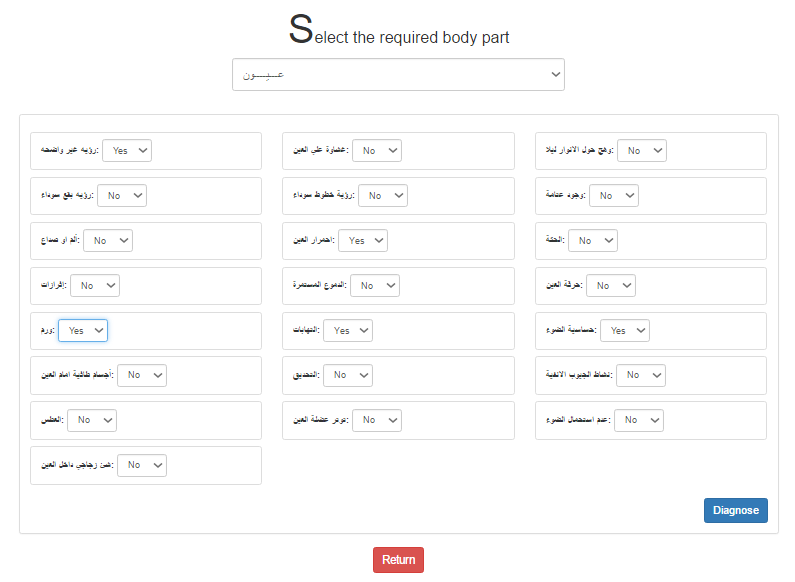 Select the required body part
عـــيـــــون
رؤيه غير واضحه: Yes
غشاوة علي العين: No
وهج حول الانوار ليلا: No
رؤيه بقع سوداء: No
رؤية خطوط سوداء: No
وجود عتامة: No
ألم او صداع: No
احمرار العين: Yes
الحكة: No
إفرازات: No
الدموع المستمرة: No
حرقة العين: No
ورم: Yes
التهابات: Yes
حساسية الضوء: Yes
أجسام طافية امام العين: No
التحديق: No
نشاط الجيوب الانفية: No
العطس: No
توتر عضلة العين: No
عدم استحمال الضوء: No
شئ زجاجي داخل العين: No
Diagnose
Return